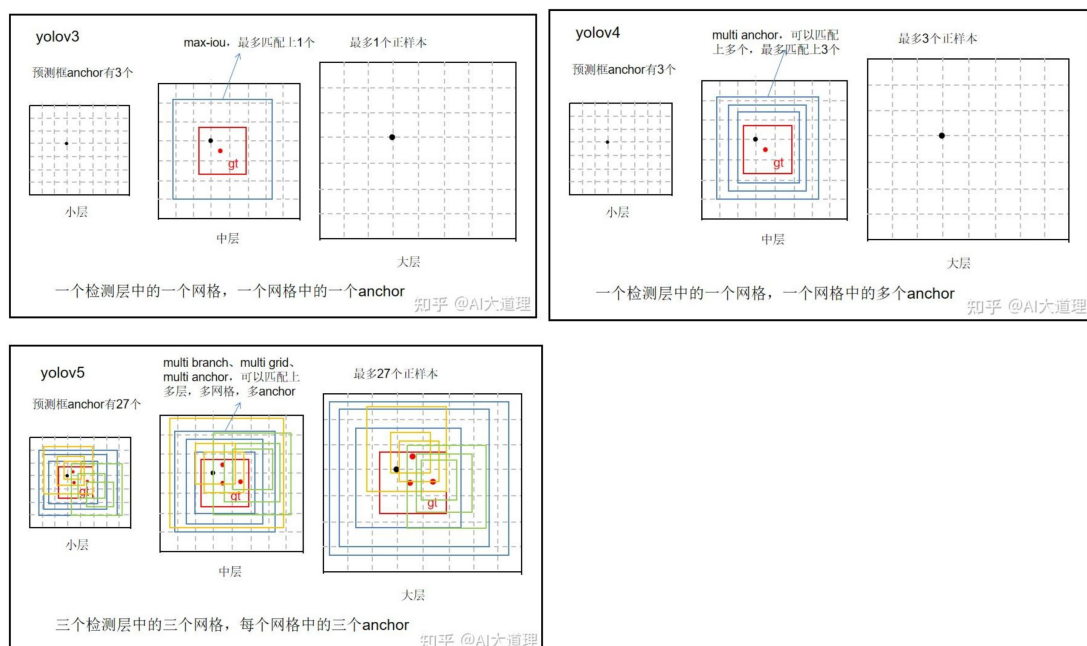 yolov3
max-iou，最多匹配上1个
最多1个正样本
预测框anchor有3个
gt
小层
中层
大层
一个检测层中的一个网格，一个网格中的一个anchor
知乎 @AI大道理
yolov4
multi anchor，可以匹配
上多个，最多匹配上3个
最多3个正样本
预测框anchor有3个
gt
小层
中层
大层
一个检测层中的一个网格，一个网格中的多个anchor
知乎 @AI大道理
yolov5
multi branch、multi grid、
multi anchor，可以匹配上
多层，多网格，多anchor
最多27个正样本
预测框anchor有27个
gt
gt
gt
小层
中层
大层
三个检测层中的三个网格，每个网格中的三个anchor
知乎 @AI大道理